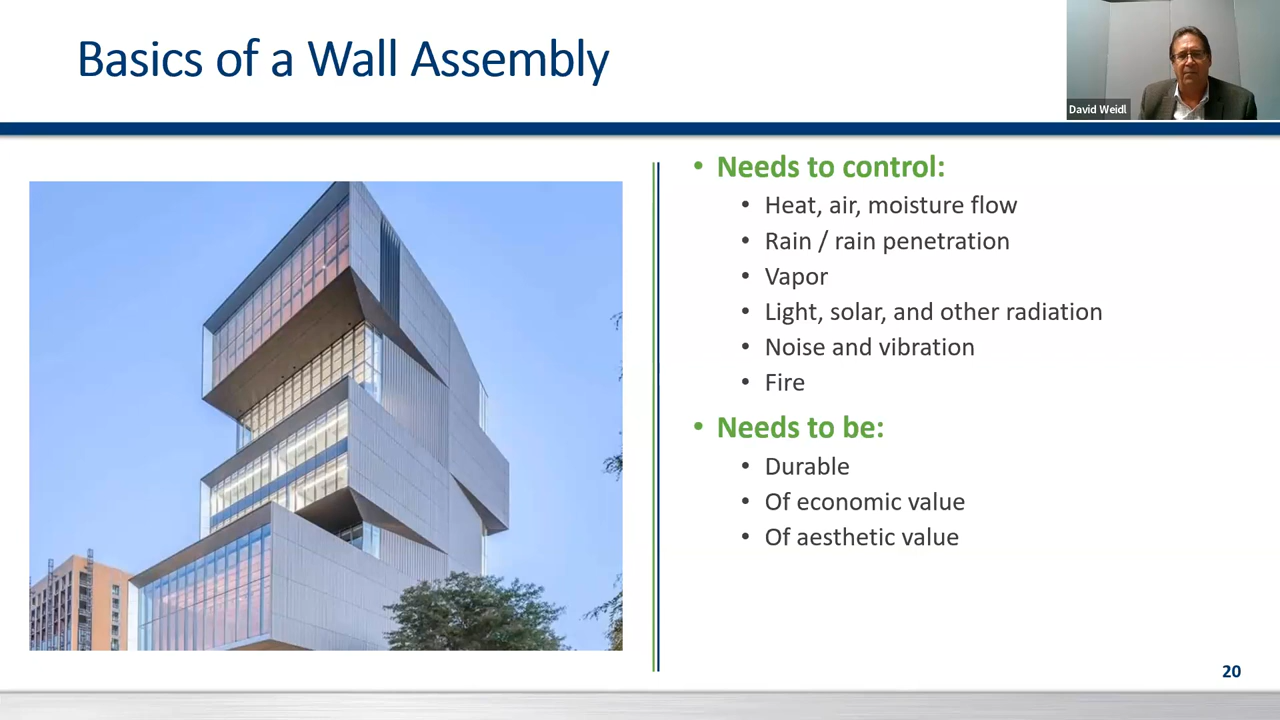 Basics of a Wall Assembly
David Weidl
• Needs to control:
• Heat, air, moisture flow
• Rain / rain penetration
• Vapor
• Light, solar, and other radiation
• Noise and vibration
• Fire
• Needs to be:
• Durable
• Of economic value
• Of aesthetic value
20